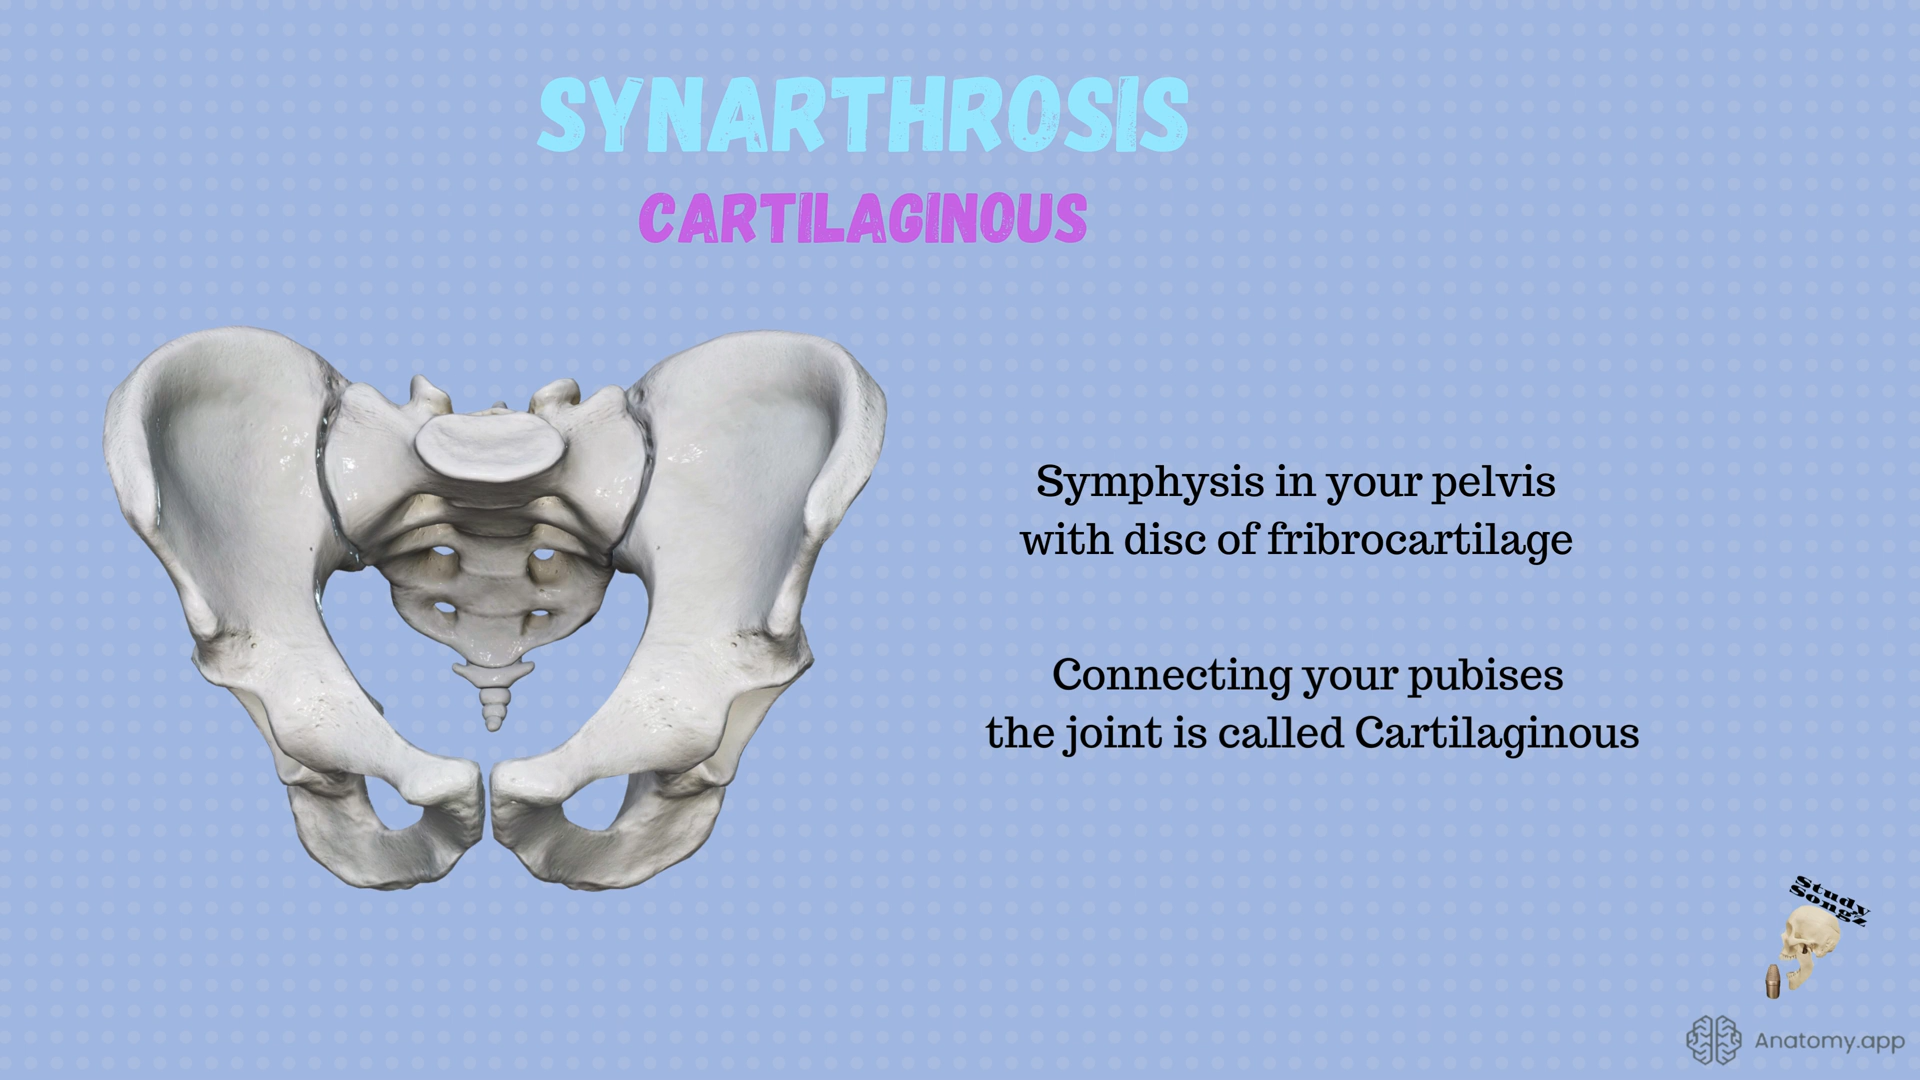 SYNARTHROSIS
CARTILAGINOUS
Symphysis in your pelvis
with disc of fribrocartilage
Connecting your pubises
the joint is called Cartilaginous
Study
Songz
Anatomy.app